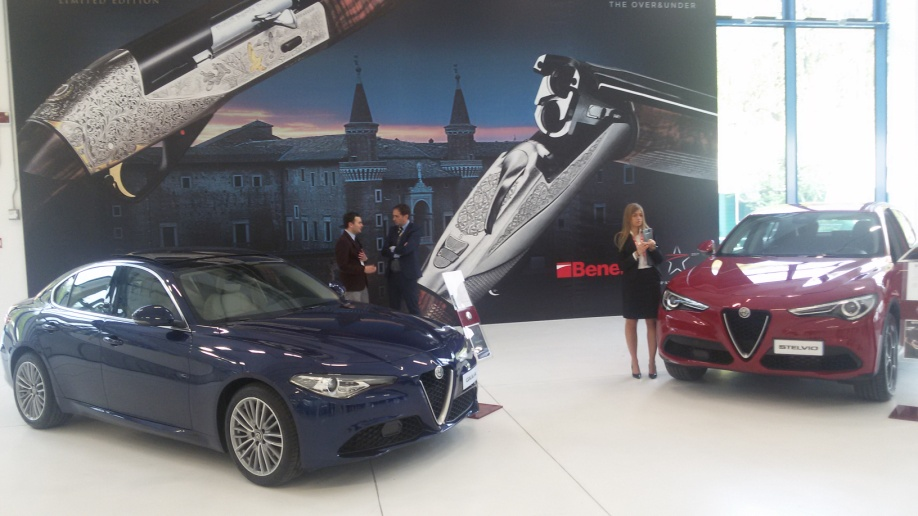 LIMITED EDITION
THE OVER&UNDER
Bene
STELVIO